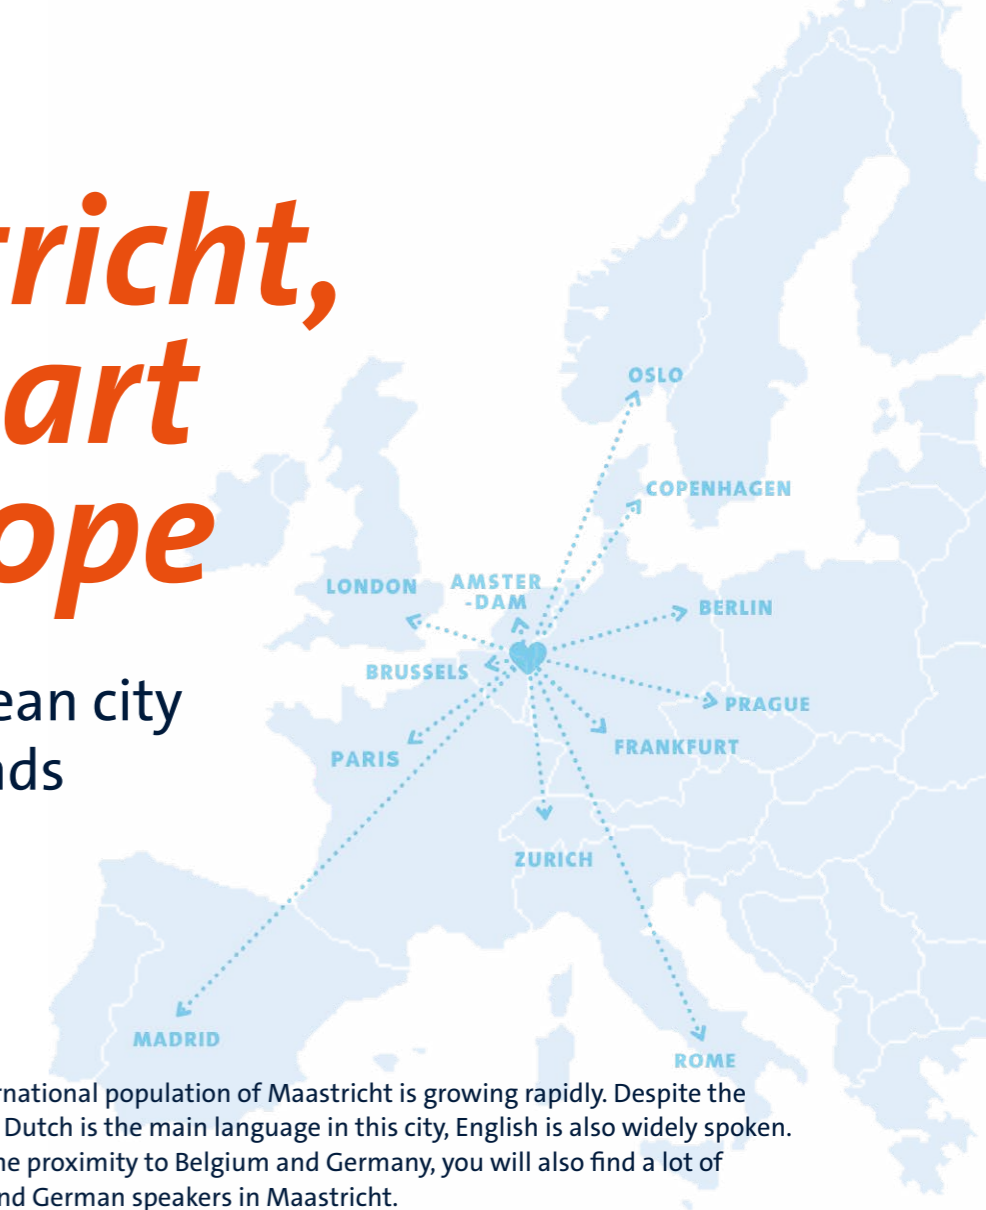 tricht,
art
ope
ean city
nds
OSLO
COPENHAGEN
LONDON
AMSTER
-DAM
BERLIN
BRUSSELS
PRAGUE
FRANKFURT
PARIS
ZURICH
MADRID
ROME
rnational population of Maastricht is growing rapidly. Despite the
Dutch is the main language in this city, English is also widely spoken.
he proximity to Belgium and Germany, you will also find a lot of
nd German speakers in Maastricht.